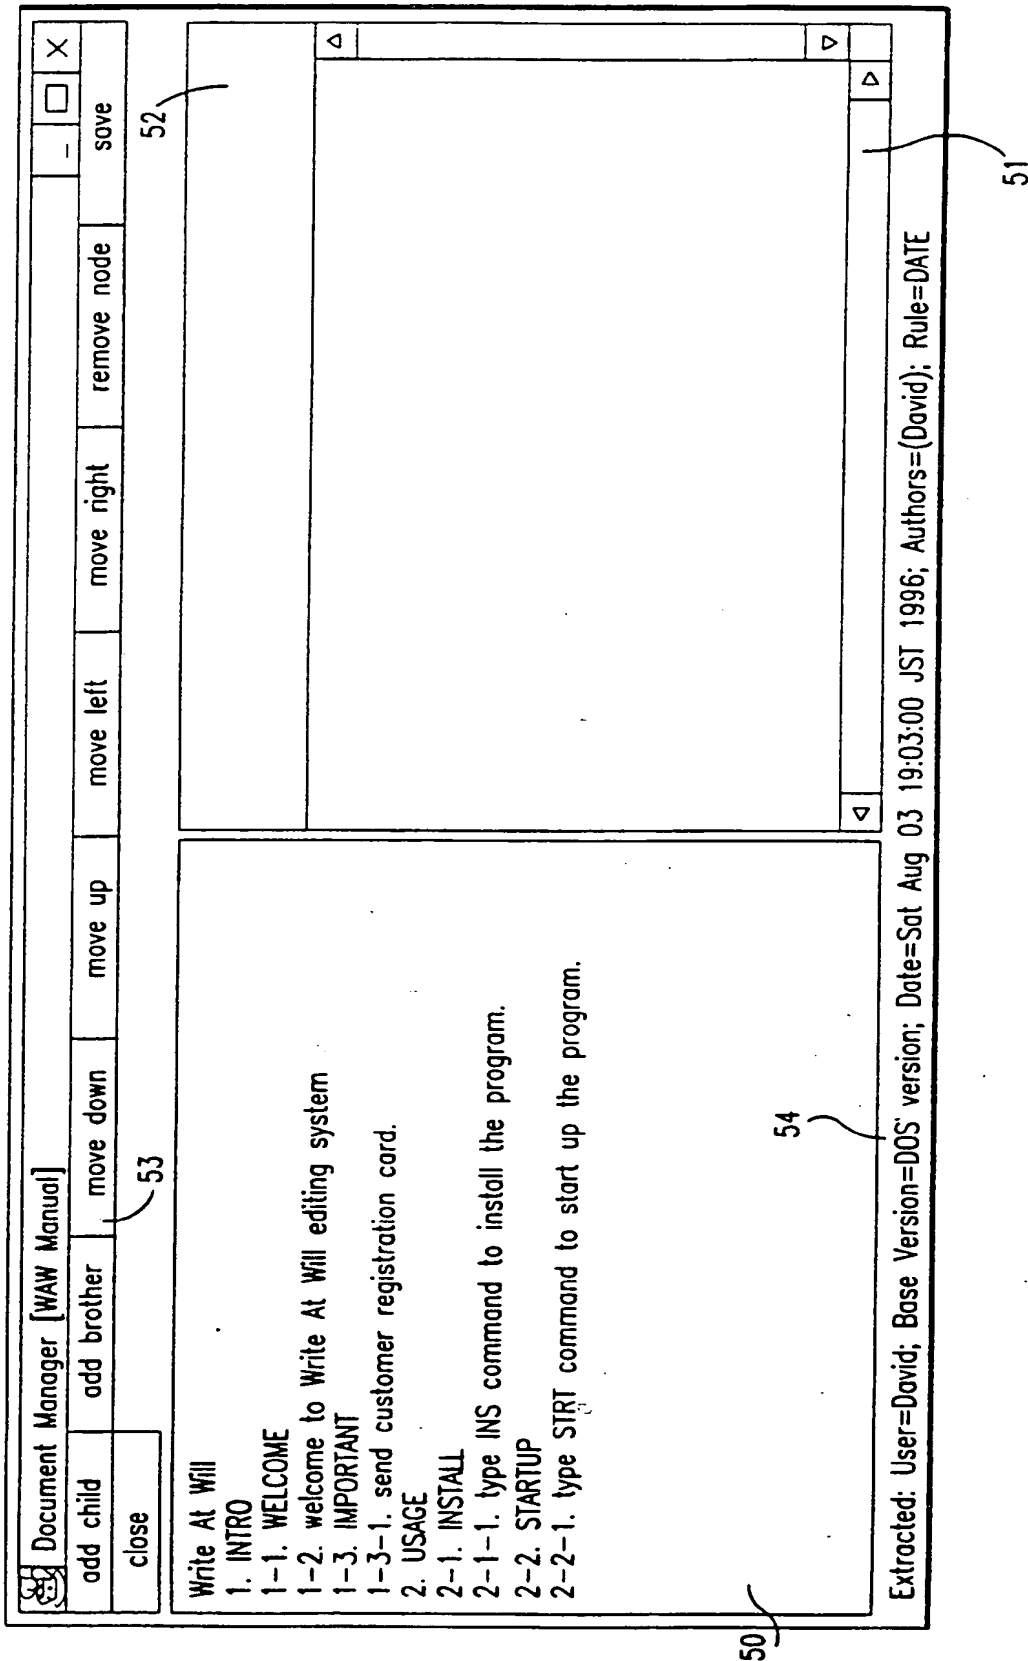 Document Manager [WAW Manual]
_ □ X
add child add brother move down move up move left move right remove node save
close
53
52
Write At Will
1. INTRO
1-1. WELCOME
1-2. welcome to Write At Will editing system
1-3. IMPORTANT
1-3-1. send customer registration card.
2. USAGE
2-1. INSTALL
2-1-1. type INS command to install the program.
2-2. STARTUP
2-2-1. type STRT command to start up the program.
50
54
51
Extracted: User=David; Base Version=DOS' version; Date=Sat Aug 03 19:03:00 JST 1996; Authors=(David); Rule=DATE